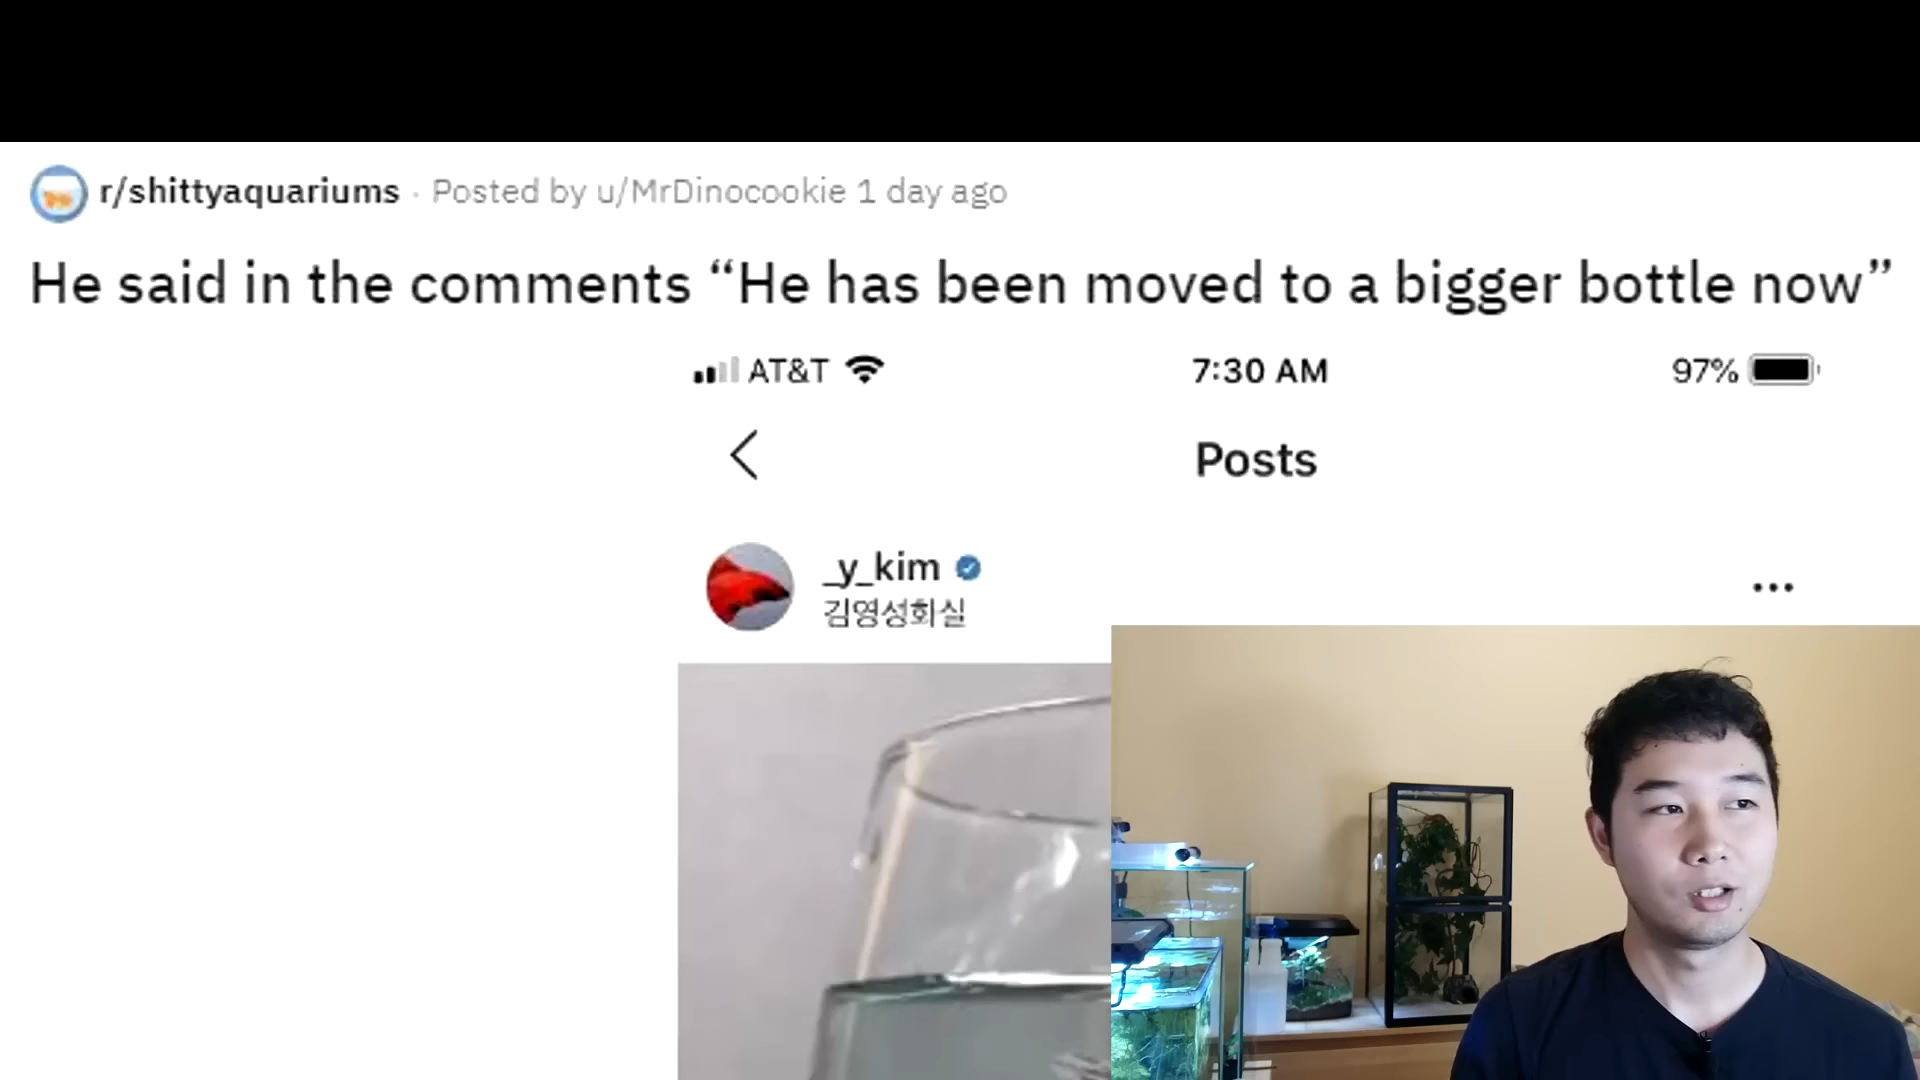 r/shittyaquariums · Posted by u/MrDinocookie 1 day ago
He said in the comments “He has been moved to a bigger bottle now”
AT&T 7:30 AM 97%
Posts
_y_kim
김영성화실